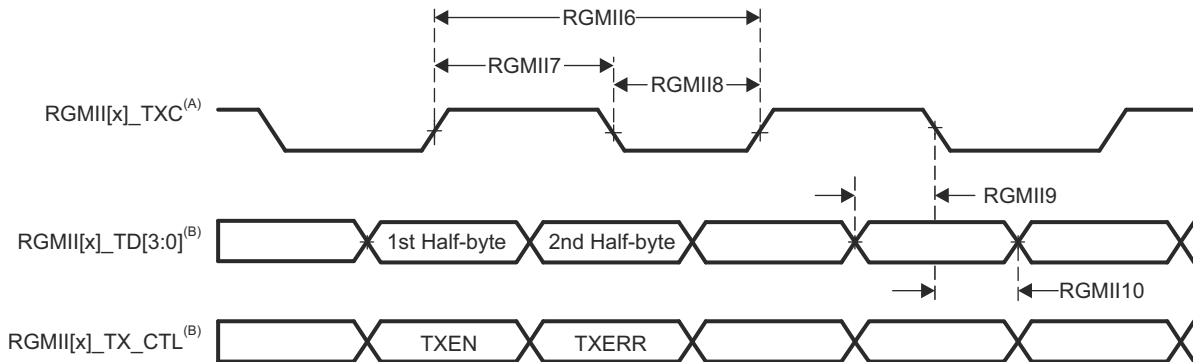 RGMII6
RGMII7
RGMII8
RGMII[x]_TXC(A)
RGMII9
RGMII[x]_TD[3:0](B)
1st Half-byte
2nd Half-byte
RGMII10
RGMII[x]_TX_CTL(B)
TXEN
TXERR